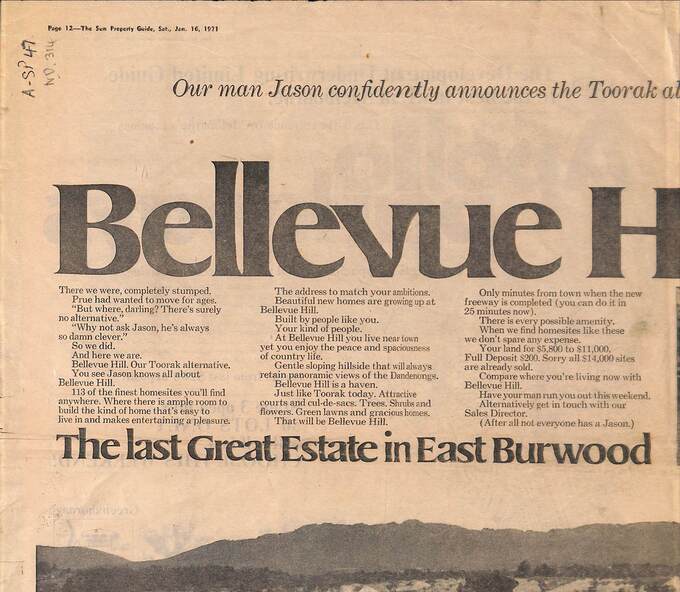 Page 12—The Sun Property Guide, Sat., Jan. 16, 1971
A-SP 47.
NO. 314
Our man Jason confidently announces the Toorak al
Bellevue H
There we were, completely stumped.
Prue had wanted to move for ages.
"But where, darling? There's surely
no alternative."
"Why not ask Jason, he's always
so damn clever."
So we did.
And here we are.
Bellevue Hill. Our Toorak alternative.
You see Jason knows all about
Bellevue Hill.
113 of the finest homesites you'll find
anywhere. Where there is ample room to
build the kind of home that's easy to
live in and makes entertaining a pleasure.
The address to match your ambitions.
Beautiful new homes are growing up at
Bellevue Hill.
Built by people like you.
Your kind of people.
At Bellevue Hill you live near town
yet you enjoy the peace and spaciousness
of country life.
Gentle sloping hillside that will always
retain panoramic views of the Dandenongs.
Bellevue Hill is a haven.
Just like Toorak today. Attractive
courts and cul-de-sacs. Trees. Shrubs and
flowers. Green lawns and gracious homes.
That will be Bellevue Hill.
Only minutes from town when the new
freeway is completed (you can do it in
25 minutes now).
There is every possible amenity.
When we find homesites like these
we don't spare any expense.
Your land for $5,800 to $11,000.
Full Deposit $200. Sorry all $14,000 sites
are already sold.
Compare where you're living now with
Bellevue Hill.
Have your man run you out this weekend.
Alternatively get in touch with our
Sales Director.
(After all not everyone has a Jason.)
The last Great Estate in East Burwood